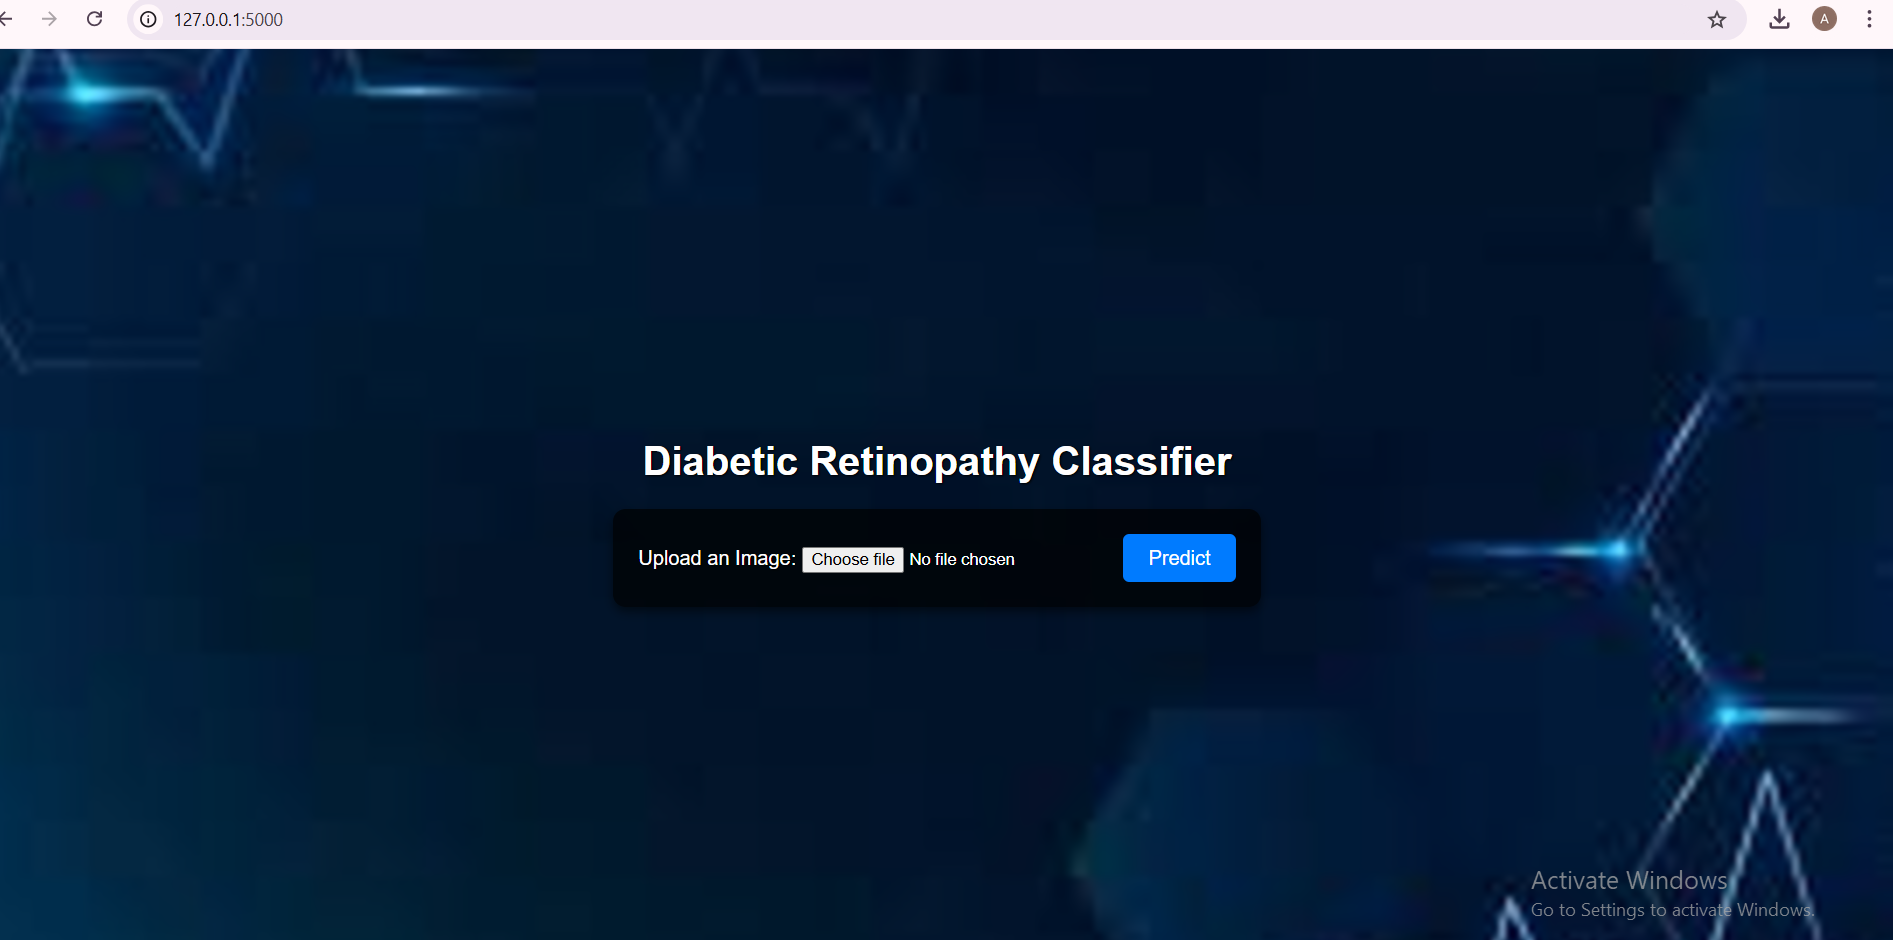 127.0.0.1:5000
A
Diabetic Retinopathy Classifier
Upload an Image: Choose file No file chosen Predict
Activate Windows
Go to Settings to activate Windows.